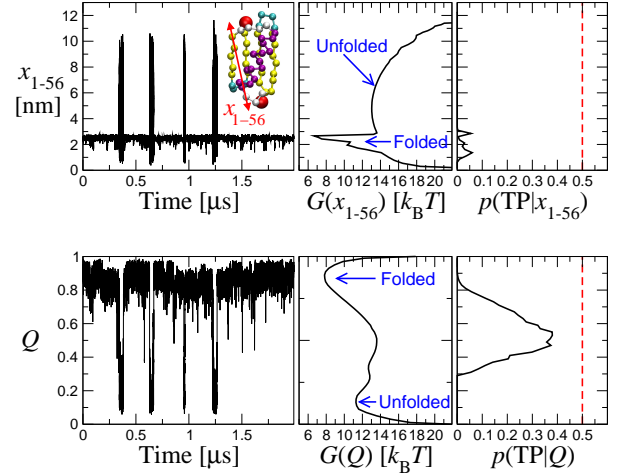 12
10
8
6
4
2
0
x1-56
[nm]
x
1−56
0 0.5 1 1.5
Time [μs]
Unfolded
Folded
6 8 10 12 14 16 18 20
G(x1-56) [kBT]
0 0.1 0.2 0.3 0.4 0.5
p(TP|x1-56)
1
0.8
0.6
0.4
0.2
0
Q
0 0.5 1 1.5
Time [μs]
Folded
Unfolded
6 8 10 12 14 16 18 20
G(Q) [kBT]
0 0.1 0.2 0.3 0.4 0.5
p(TP|Q)